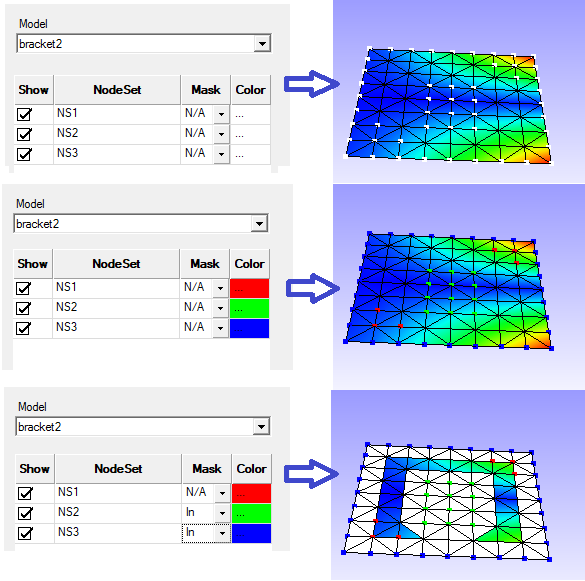 Model
bracket2
Show NodeSet Mask Color
NS1 N/A ...
NS2 N/A ...
NS3 N/A ...
Model
bracket2
Show NodeSet Mask Color
NS1 N/A ...
NS2 N/A ...
NS3 N/A ...
Model
bracket2
Show NodeSet Mask Color
NS1 N/A ...
NS2 In ...
NS3 In ...